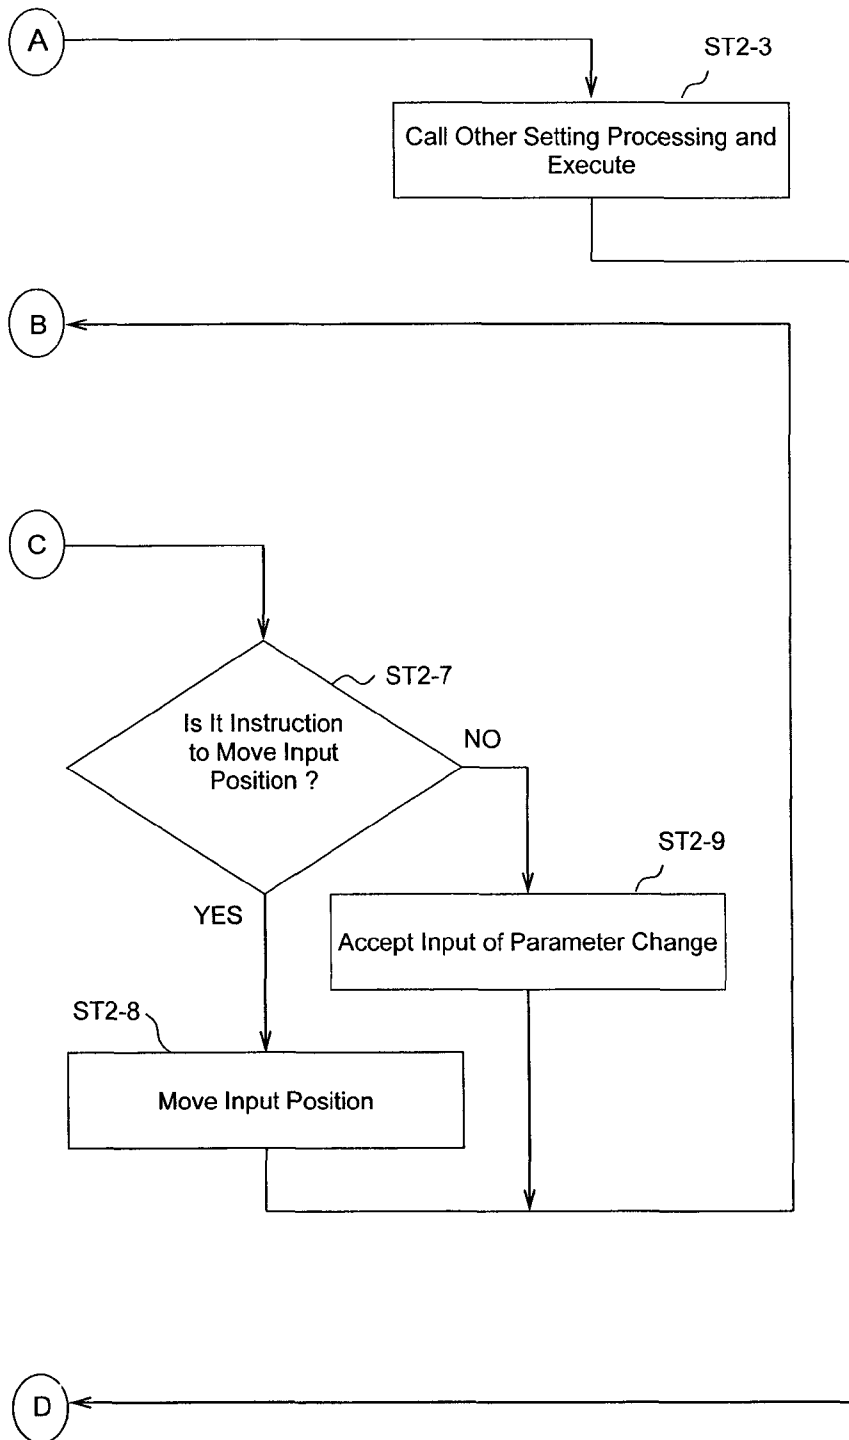 A
ST2-3
Call Other Setting Processing and
Execute
B
C
ST2-7
Is It Instruction
to Move Input
Position ?
NO
ST2-9
YES
Accept Input of Parameter Change
ST2-8
Move Input Position
D